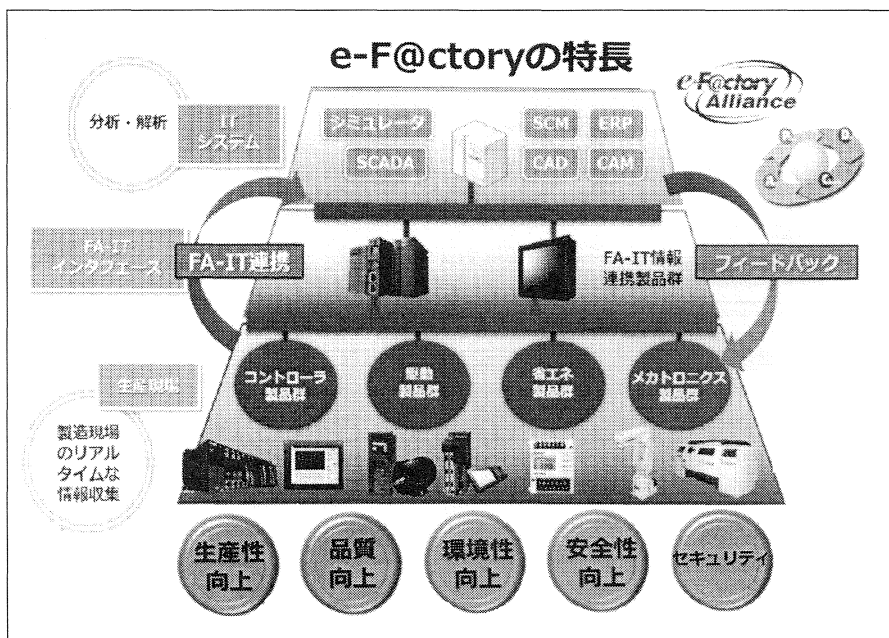 e-F@ctoryの特長
e-F@ctory
Alliance
分析・解析
IT
システム
シミュレータ
SCM
ERP
SCADA
CAD
CAM
FA-IT
インタフェース
FA-IT連携
FA-IT情報
連携製品群
フィードバック
生産現場
コントローラ
製品群
駆動
製品群
省エネ
製品群
メカトロニクス
製品群
製造現場
のリアル
タイムな
情報収集
生産性
向上
品質
向上
環境性
向上
安全性
向上
セキュリティ